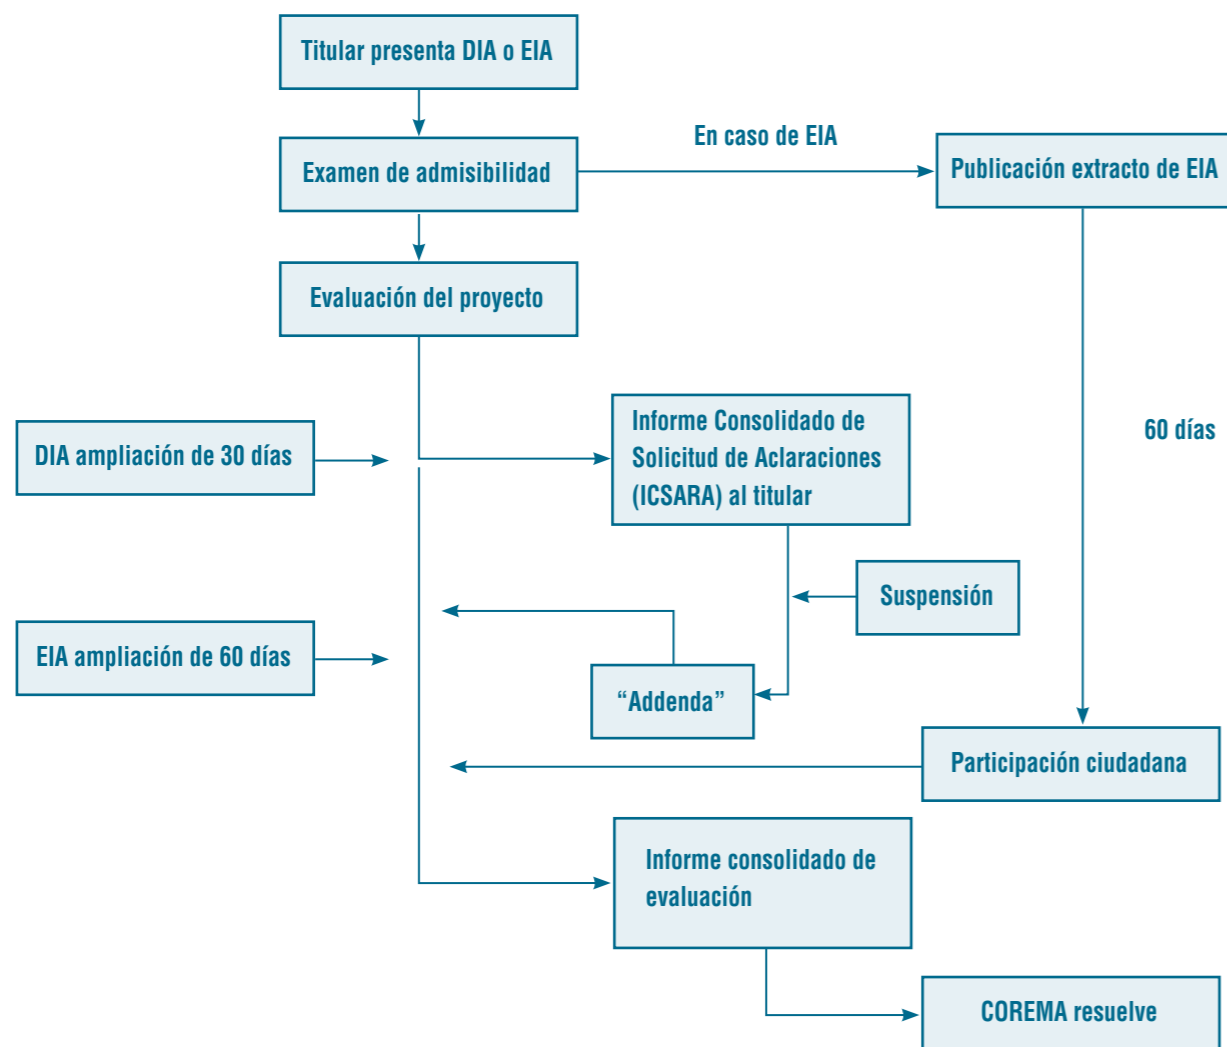 Titular presenta DIA o EIA
En caso de EIA
Examen de admisibilidad
Publicación extracto de EIA
Evaluación del proyecto
Informe Consolidado de
Solicitud de Aclaraciones
(ICSARA) al titular
60 días
DIA ampliación de 30 días
Suspensión
EIA ampliación de 60 días
“Addenda”
Participación ciudadana
Informe consolidado de
evaluación
COREMA resuelve